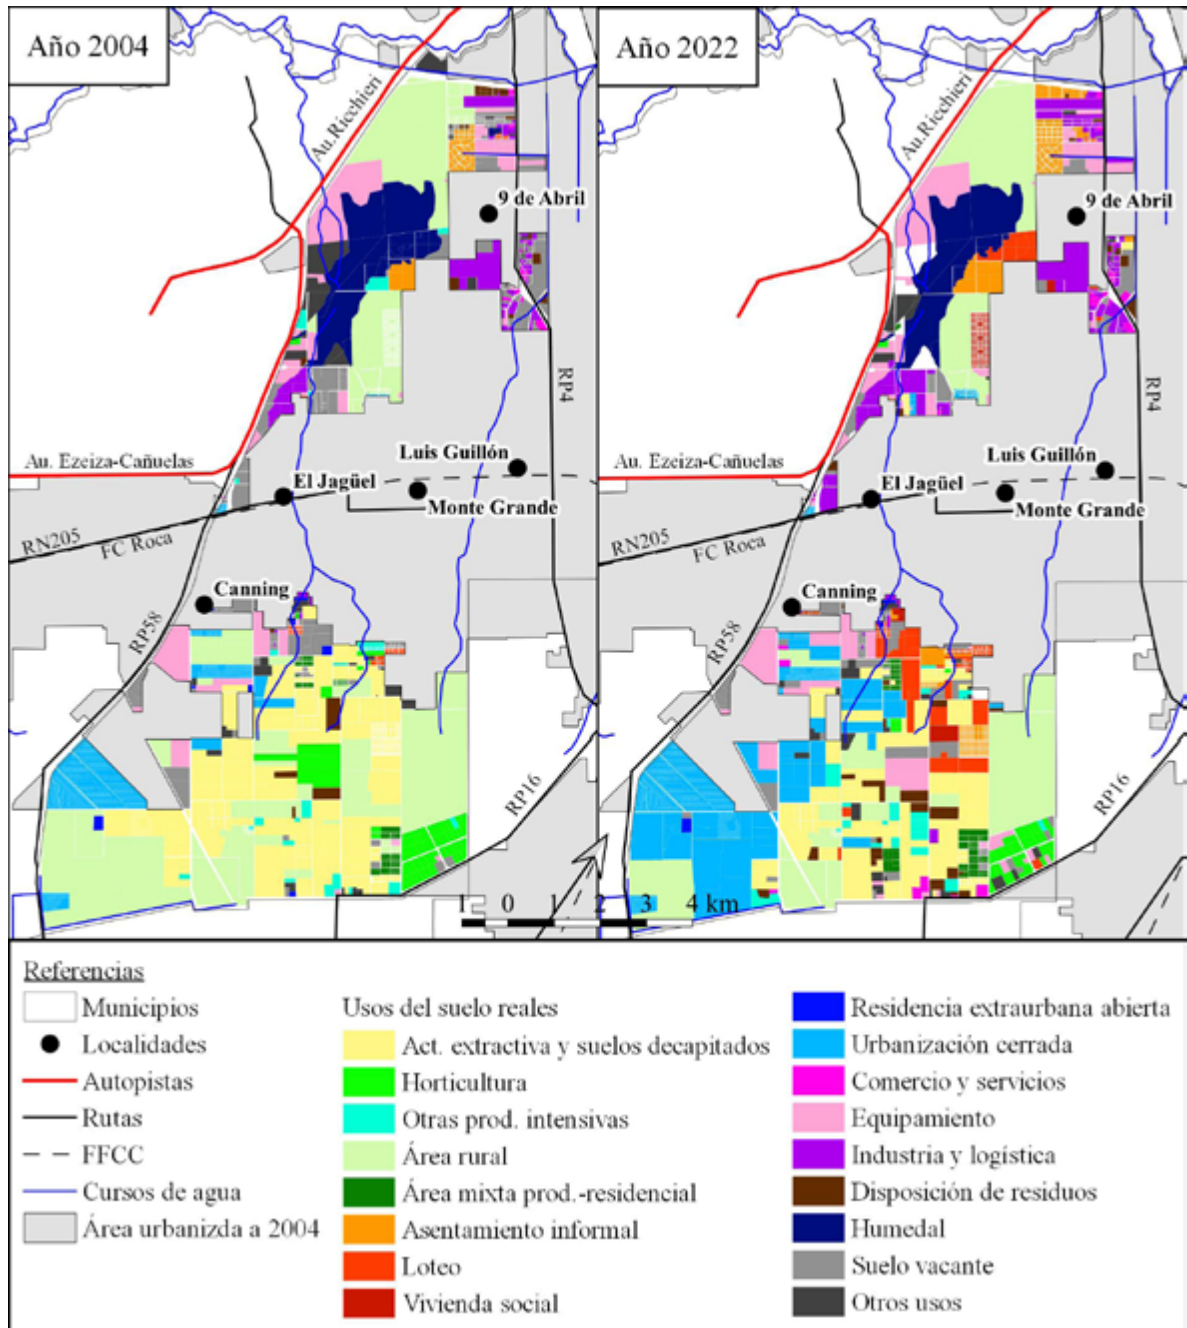 Año 2004
Au.Ricchieri
9 de Abril
RP4
Au. Ezeiza-Cañuelas
Luis Guillón
El Jagüel
Monte Grande
RN205
FC Roca
Canning
RP58
RP16
Año 2022
Au.Ricchieri
9 de Abril
RP4
Au. Ezeiza-Cañuelas
Luis Guillón
El Jagüel
Monte Grande
RN205
FC Roca
Canning
RP58
RP16
1 0 1 2 3 4 km
Referencias
Municipios
Localidades
Autopistas
Rutas
FFCC
Cursos de agua
Área urbanizda a 2004
Usos del suelo reales
Act. extractiva y suelos decapitados
Horticultura
Otras prod. intensivas
Área rural
Área mixta prod.-residencial
Asentamiento informal
Loteo
Vivienda social
Residencia extraurbana abierta
Urbanización cerrada
Comercio y servicios
Equipamiento
Industria y logística
Disposición de residuos
Humedal
Suelo vacante
Otros usos